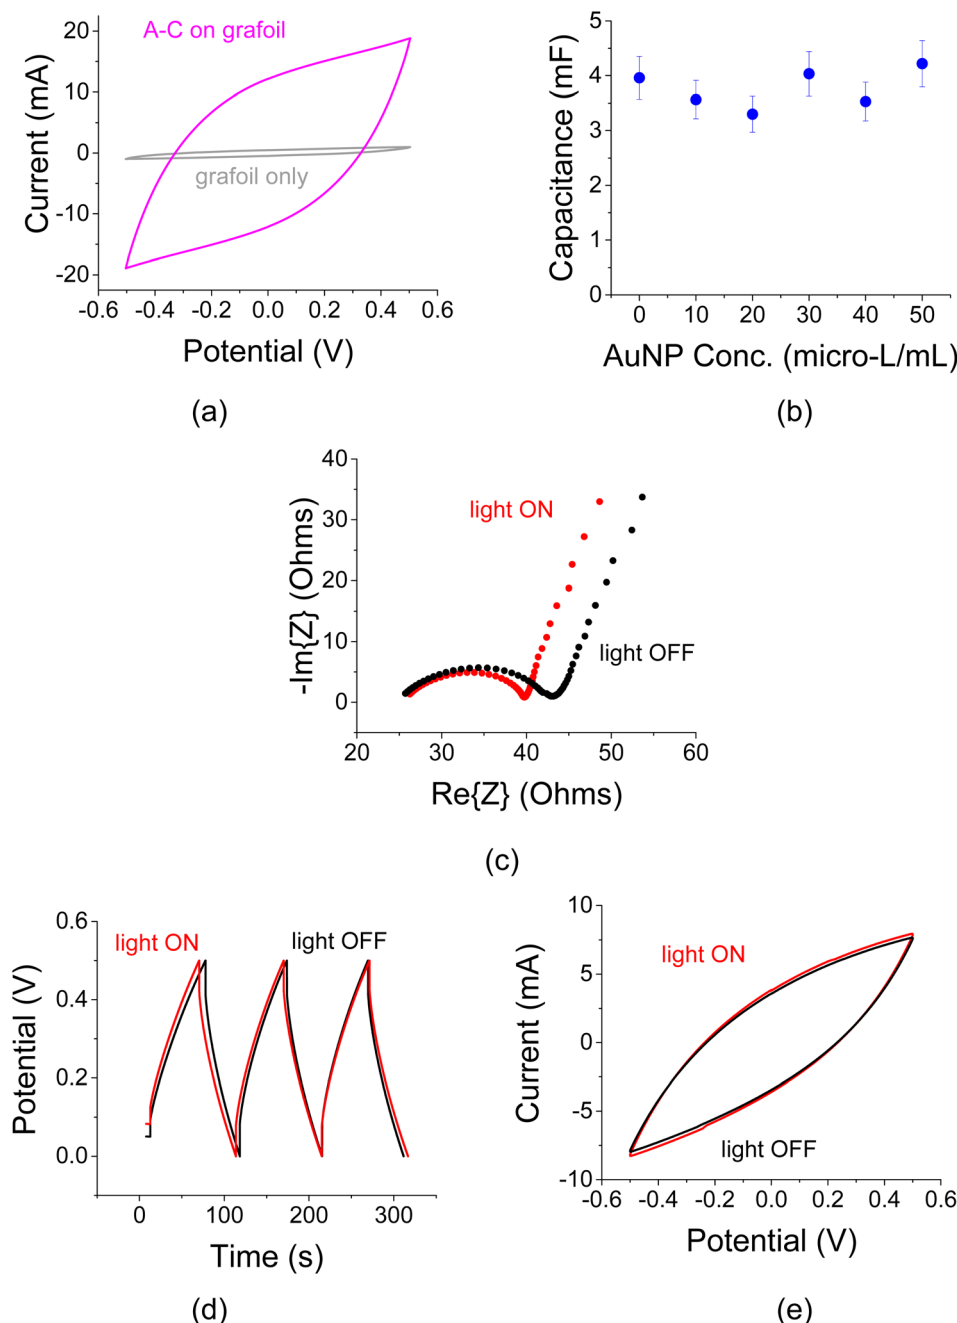 A-C on grafoil
grafoil only
Current (mA)
20
10
0
-10
-20
-0.6 -0.4 -0.2 0.0 0.2 0.4 0.6
Potential (V)
(a)
Capacitance (mF)
5
4
3
2
1
0
0 10 20 30 40 50
AuNP Conc. (micro-L/mL)
(b)
-Im{Z} (Ohms)
40
30
20
10
0
light ON
light OFF
20 30 40 50 60
Re{Z} (Ohms)
(c)
Potential (V)
0.6
0.4
0.2
0.0
light ON
light OFF
0 100 200 300
Time (s)
(d)
Current (mA)
10
5
0
-5
-10
light ON
light OFF
-0.6 -0.4 -0.2 0.0 0.2 0.4 0.6
Potential (V)
(e)